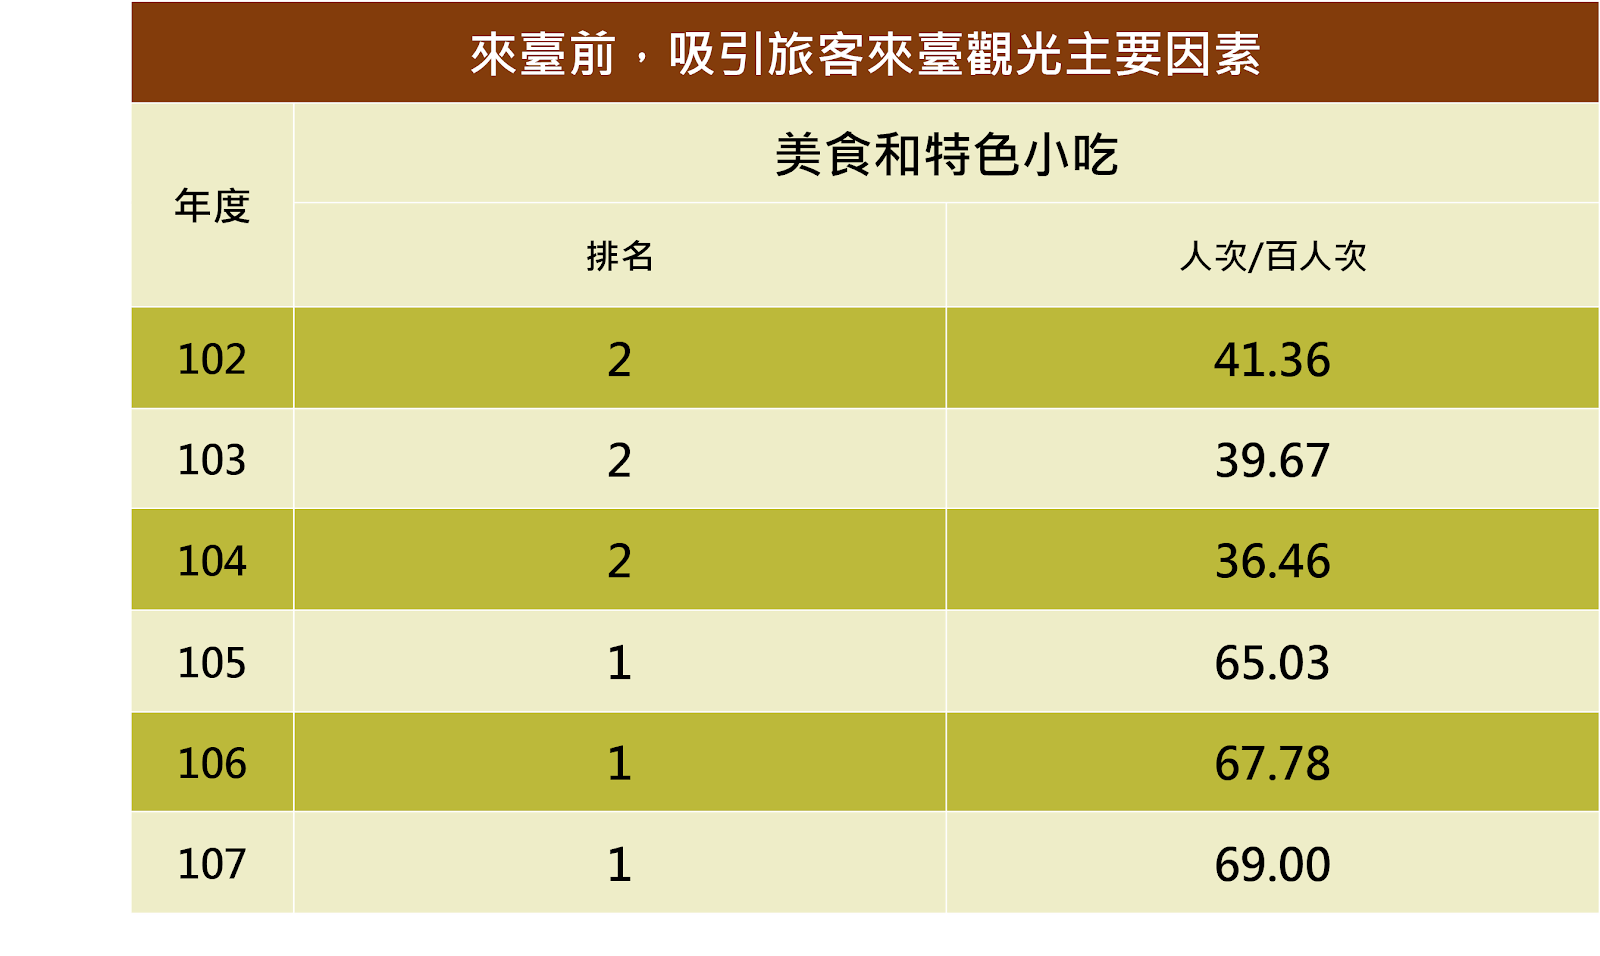 來臺前，吸引旅客來臺觀光主要因素
年度
美食和特色小吃
排名 人次/百人次
102 2 41.36
103 2 39.67
104 2 36.46
105 1 65.03
106 1 67.78
107 1 69.00